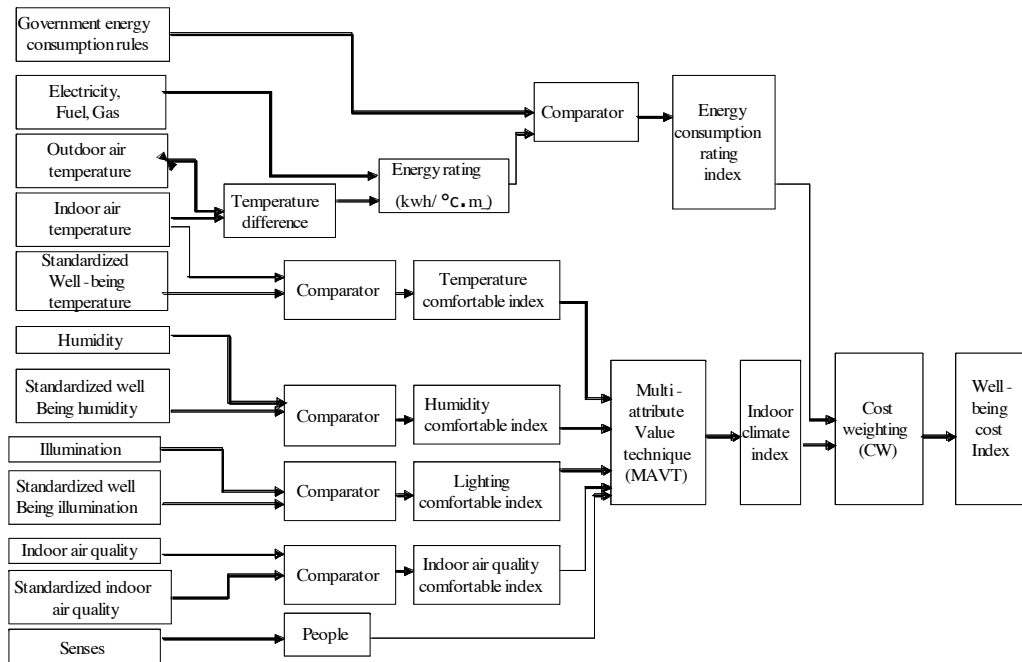 Government energy
consumption rules
Electricity,
Fuel, Gas
Outdoor air
temperature
Indoor air
temperature
Standardized
Well - being
temperature
Humidity
Standardized well
Being humidity
Illumination
Standardized well
Being illumination
Indoor air quality
Standardized indoor
air quality
Senses
Temperature
difference
Energy rating
(kwh/ °c. m_)
Comparator
Energy
consumption
rating
index
Comparator
Temperature
comfortable index
Comparator
Humidity
comfortable index
Comparator
Lighting
comfortable index
Comparator
Indoor air quality
comfortable index
People
Multi -
attribute
Value
technique
(MAVT)
Indoor
climate
index
Cost
weighting
(CW)
Well -
being
cost
Index